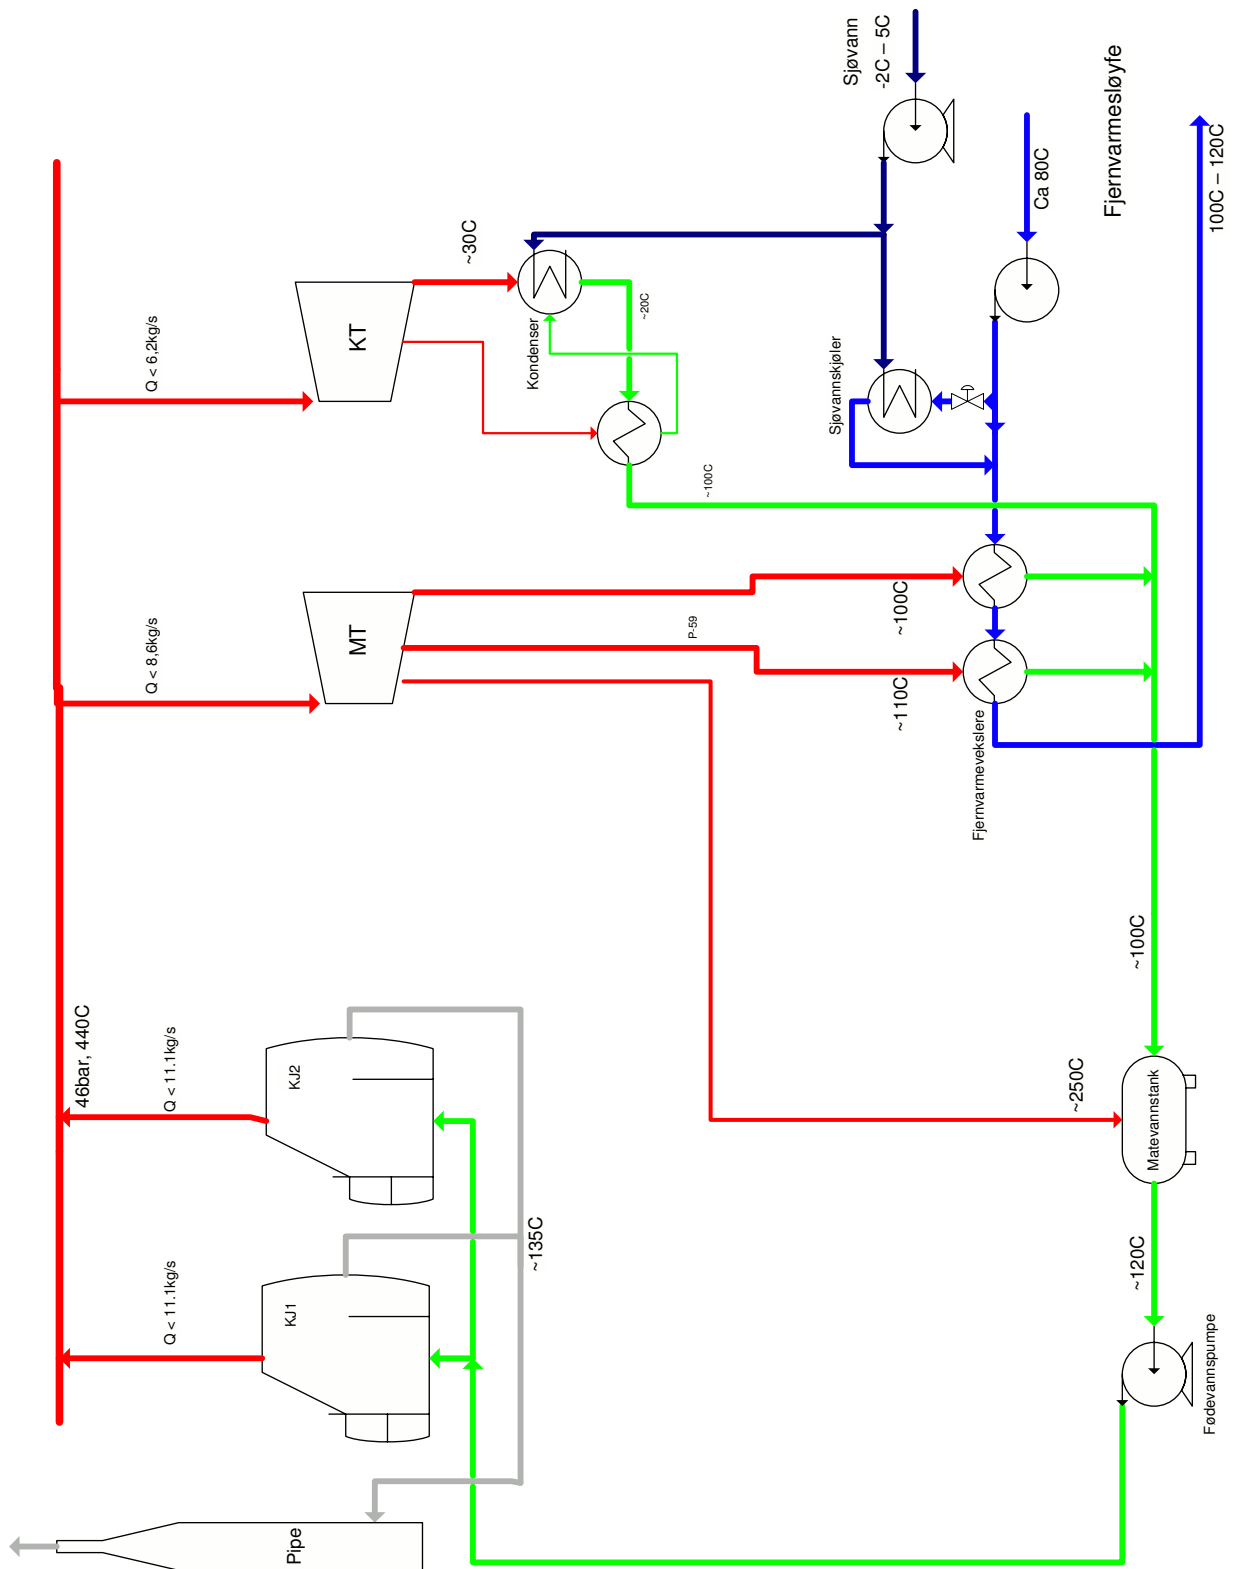 Pipe
KJ1
KJ2
Q < 11.1kg/s
Q < 11.1kg/s
46bar, 440C
~135C
Q < 8,6kg/s
Q < 6,2kg/s
MT
KT
~30C
Kondenser
~20C
~100C
P-59
Sjøvann
-2C – 5C
Sjøvannskjøler
Ca 80C
Fjernvarmesløyfe
100C – 120C
~100C
~110C
Fjernvarmevekslere
~100C
~250C
Matevannstank
~120C
Fødevannspumpe